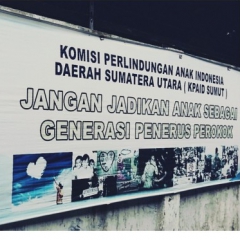 KOMISI PERLINDUNGAN ANAK INDONESIA
DAERAH SUMATERA UTARA ( KPAID SUMUT )
JANGAN JADIKAN ANAK SEBAGAI
GENERASI PENERUS PEROKOK